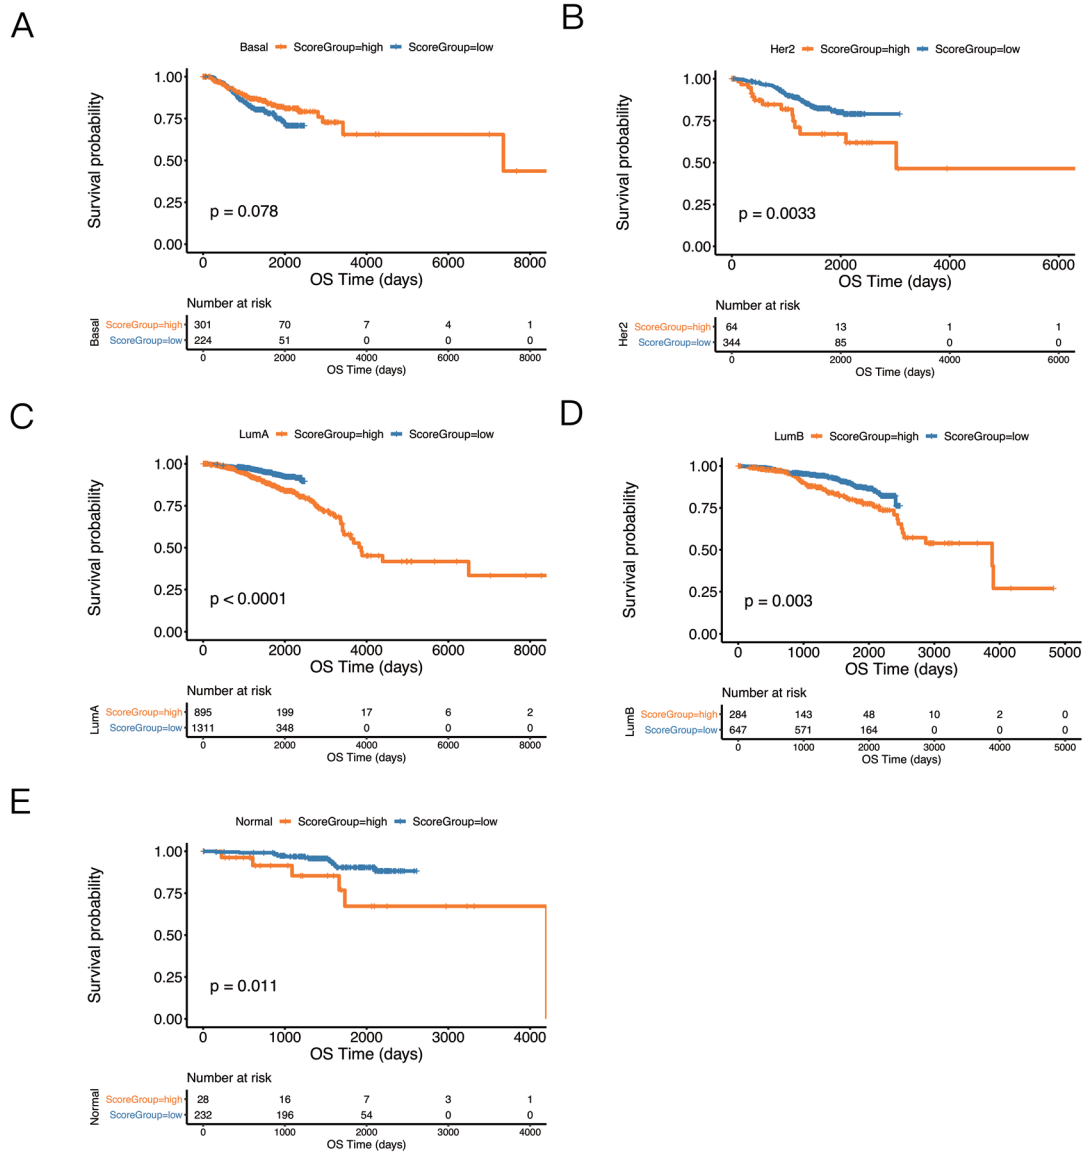 A
Basal ScoreGroup=high ScoreGroup=low
Survival probability
1.00
0.75
0.50
0.25
0.00
p = 0.078
0 2000 4000 6000 8000
OS Time (days)
Number at risk
Basal
ScoreGroup=high 301 70 7 4 1
ScoreGroup=low 224 51 0 0 0
0 2000 4000 6000 8000
OS Time (days)
B
Her2 ScoreGroup=high ScoreGroup=low
Survival probability
1.00
0.75
0.50
0.25
0.00
p = 0.0033
0 2000 4000 6000
OS Time (days)
Number at risk
Her2
ScoreGroup=high 64 13 1 1
ScoreGroup=low 344 85 0 0
0 2000 4000 6000
OS Time (days)
C
LumA ScoreGroup=high ScoreGroup=low
Survival probability
1.00
0.75
0.50
0.25
0.00
p < 0.0001
0 2000 4000 6000 8000
OS Time (days)
Number at risk
LumA
ScoreGroup=high 895 199 17 6 2
ScoreGroup=low 1311 348 0 0 0
0 2000 4000 6000 8000
OS Time (days)
D
LumB ScoreGroup=high ScoreGroup=low
Survival probability
1.00
0.75
0.50
0.25
0.00
p = 0.003
0 1000 2000 3000 4000 5000
OS Time (days)
Number at risk
LumB
ScoreGroup=high 284 143 48 10 2 0
ScoreGroup=low 647 571 164 0 0 0
0 1000 2000 3000 4000 5000
OS Time (days)
E
Normal ScoreGroup=high ScoreGroup=low
Survival probability
1.00
0.75
0.50
0.25
0.00
p = 0.011
0 1000 2000 3000 4000
OS Time (days)
Number at risk
Normal
ScoreGroup=high 28 16 7 3 1
ScoreGroup=low 232 196 54 0 0
0 1000 2000 3000 4000
OS Time (days)